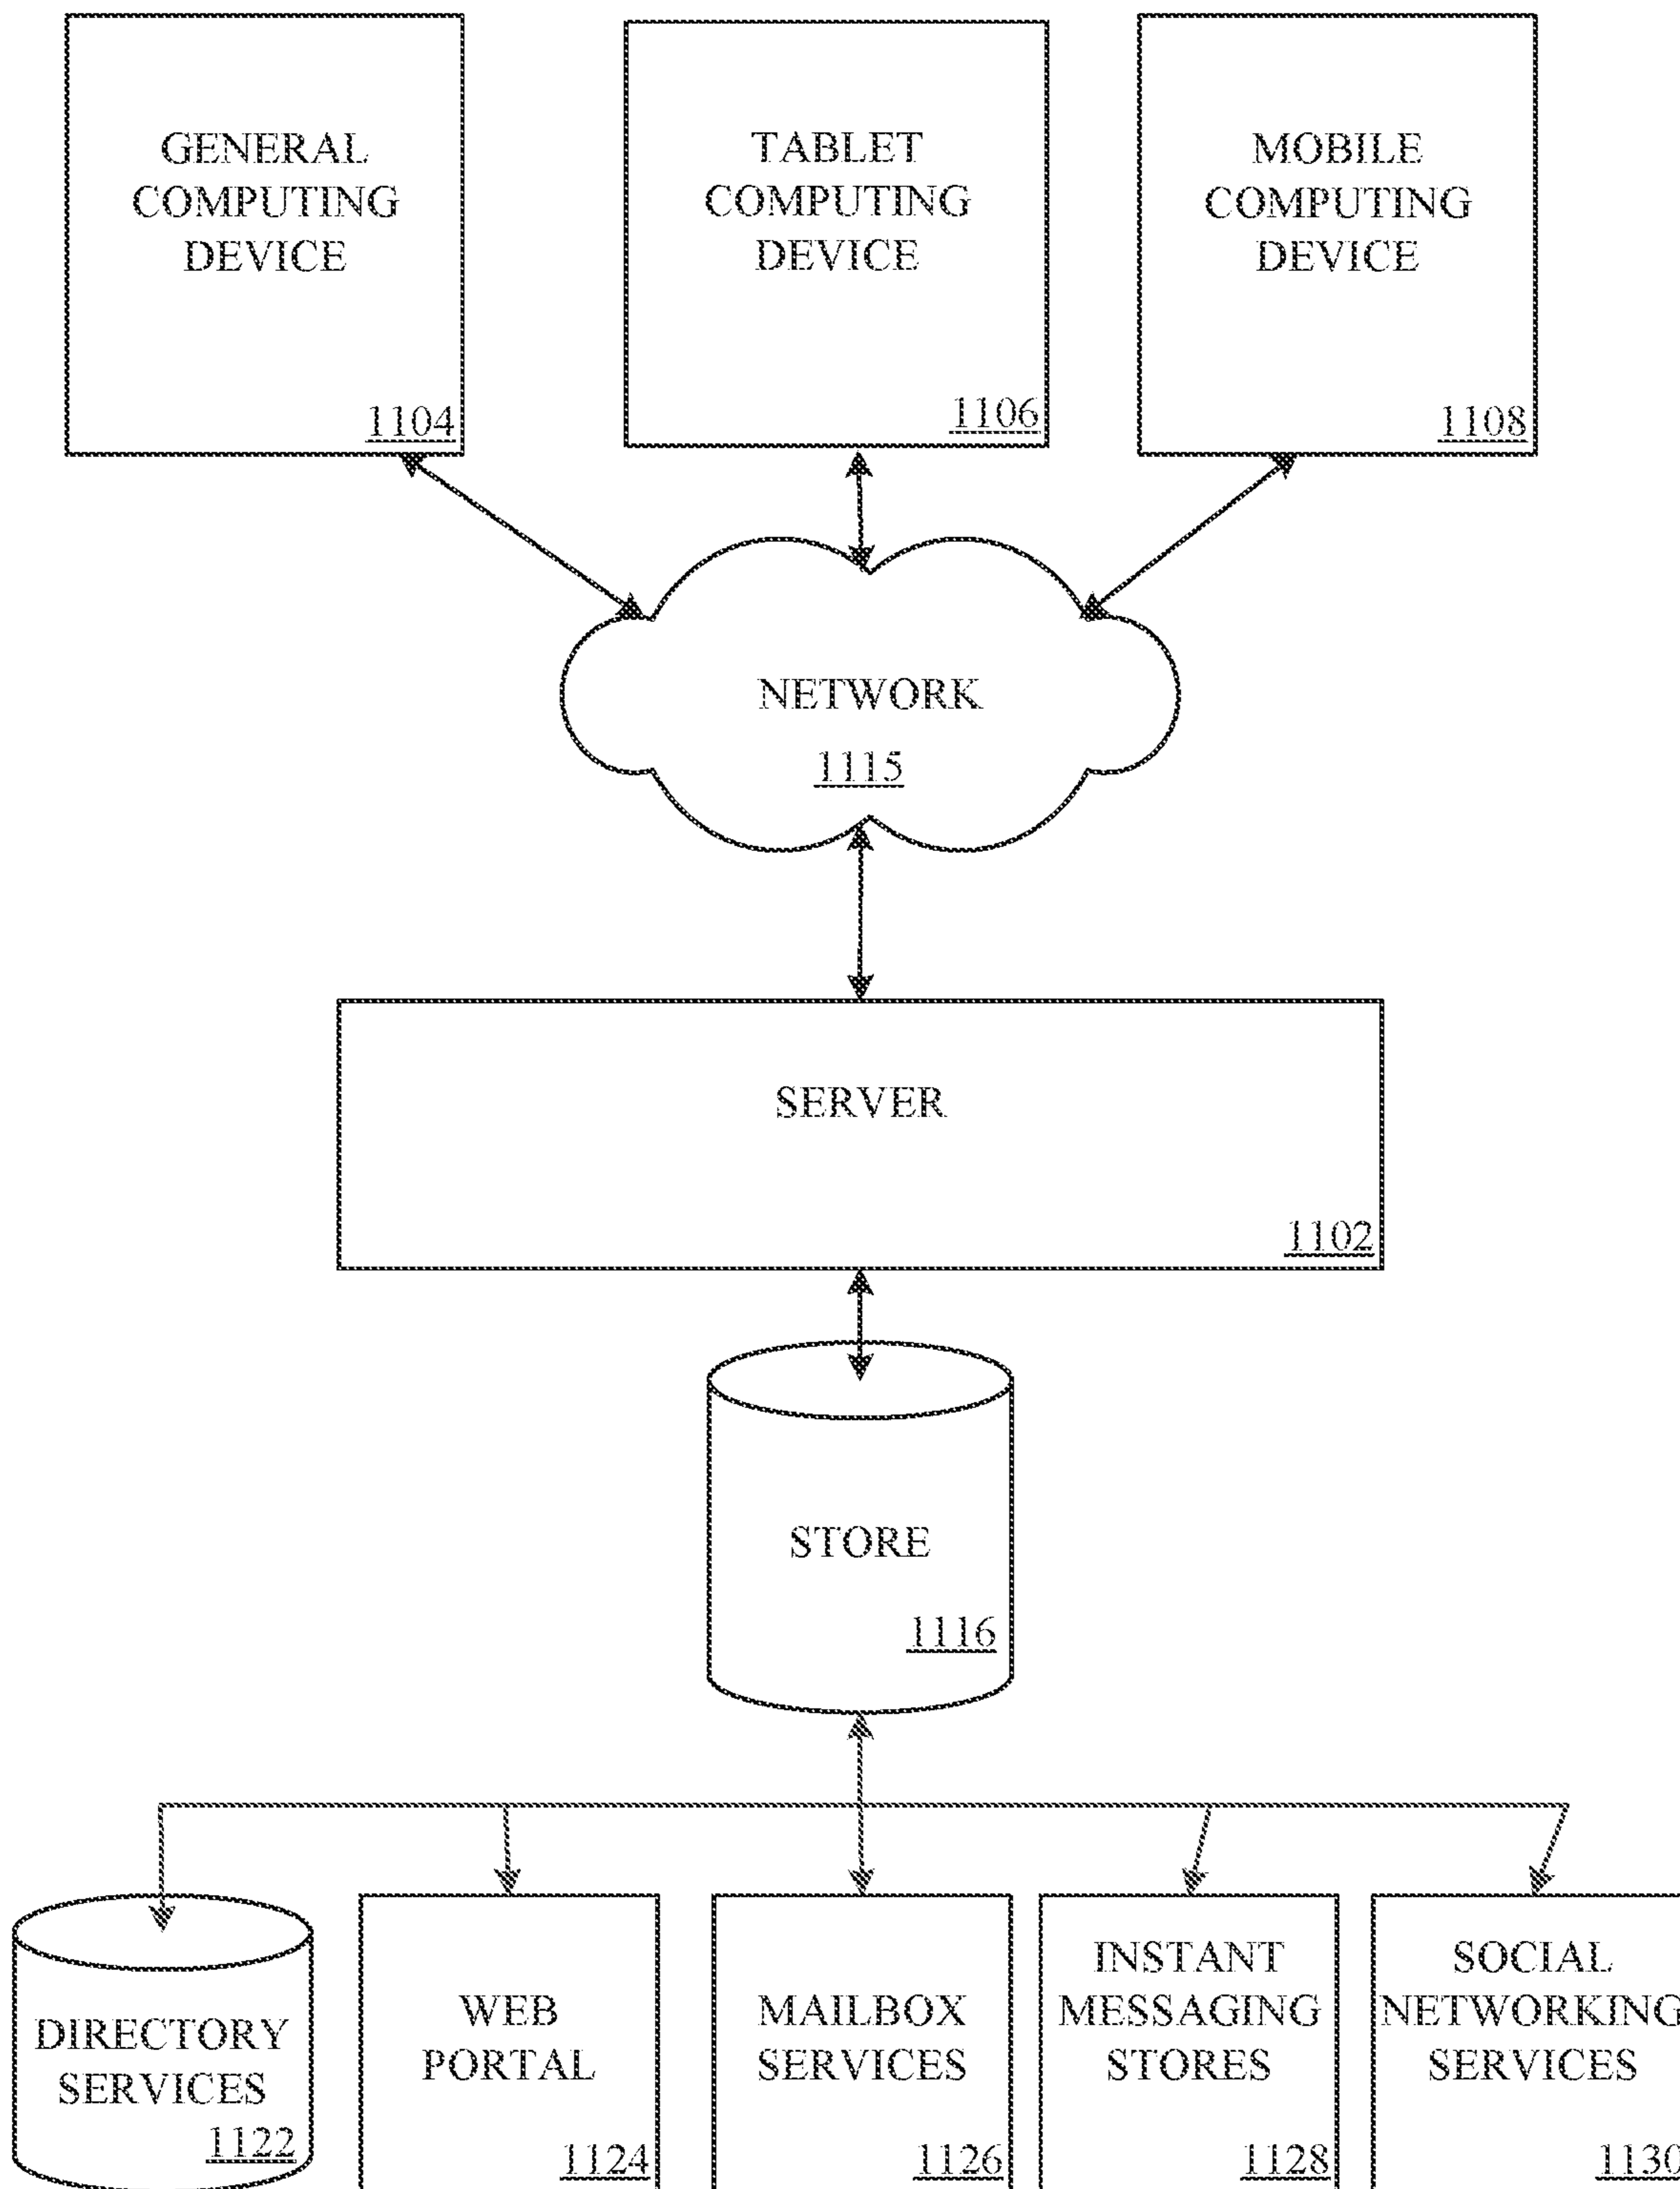 GENERAL
COMPUTING
DEVICE
1104
TABLET
COMPUTING
DEVICE
1106
MOBILE
COMPUTING
DEVICE
1108
NETWORK
1115
SERVER
1102
STORE
1116
DIRECTORY
SERVICES
1122
WEB
PORTAL
1124
MAILBOX
SERVICES
1126
INSTANT
MESSAGING
STORES
1128
SOCIAL
NETWORKING
SERVICES
1130